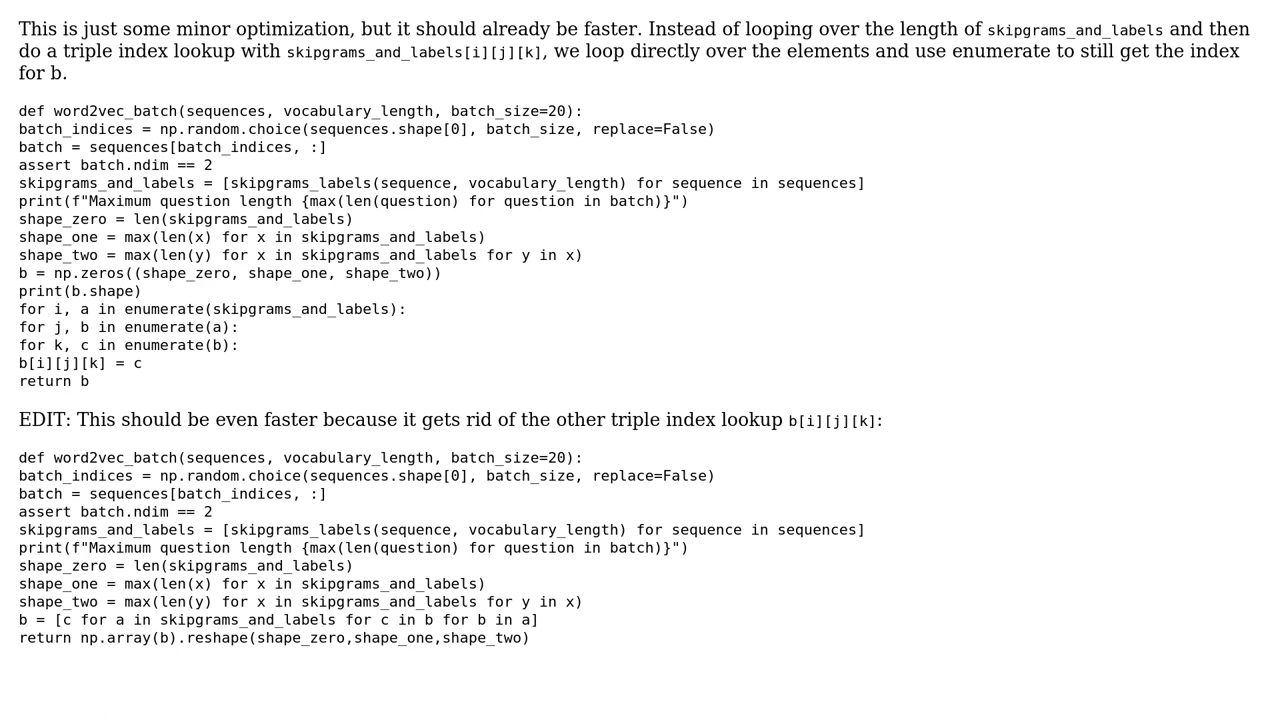 This is just some minor optimization, but it should already be faster. Instead of looping over the length of skipgrams_and_labels and then
do a triple index lookup with skipgrams_and_labels[i][j][k], we loop directly over the elements and use enumerate to still get the index
for b.
def word2vec_batch(sequences, vocabulary_length, batch_size=20):
batch_indices = np.random.choice(sequences.shape[0], batch_size, replace=False)
batch = sequences[batch_indices, :]
assert batch.ndim == 2
skipgrams_and_labels = [skipgrams_labels(sequence, vocabulary_length) for sequence in sequences]
print(f"Maximum question length {max(len(question) for question in batch)}")
shape_zero = len(skipgrams_and_labels)
shape_one = max(len(x) for x in skipgrams_and_labels)
shape_two = max(len(y) for x in skipgrams_and_labels for y in x)
b = np.zeros((shape_zero, shape_one, shape_two))
print(b.shape)
for i, a in enumerate(skipgrams_and_labels):
for j, b in enumerate(a):
for k, c in enumerate(b):
b[i][j][k] = c
return b
EDIT: This should be even faster because it gets rid of the other triple index lookup b[i][j][k]:
def word2vec_batch(sequences, vocabulary_length, batch_size=20):
batch_indices = np.random.choice(sequences.shape[0], batch_size, replace=False)
batch = sequences[batch_indices, :]
assert batch.ndim == 2
skipgrams_and_labels = [skipgrams_labels(sequence, vocabulary_length) for sequence in sequences]
print(f"Maximum question length {max(len(question) for question in batch)}")
shape_zero = len(skipgrams_and_labels)
shape_one = max(len(x) for x in skipgrams_and_labels)
shape_two = max(len(y) for x in skipgrams_and_labels for y in x)
b = [c for a in skipgrams_and_labels for c in b for b in a]
return np.array(b).reshape(shape_zero,shape_one,shape_two)